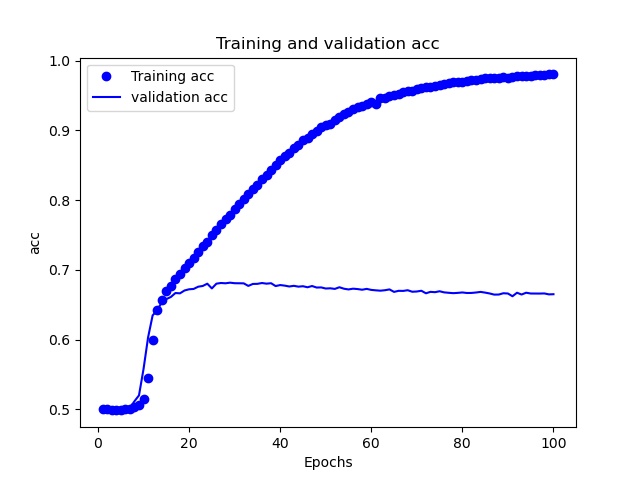 Training and validation acc
1.0
Training acc
validation acc
0.9
0.8
acc
0.7
0.6
0.5
0 20 40 60 80 100
Epochs